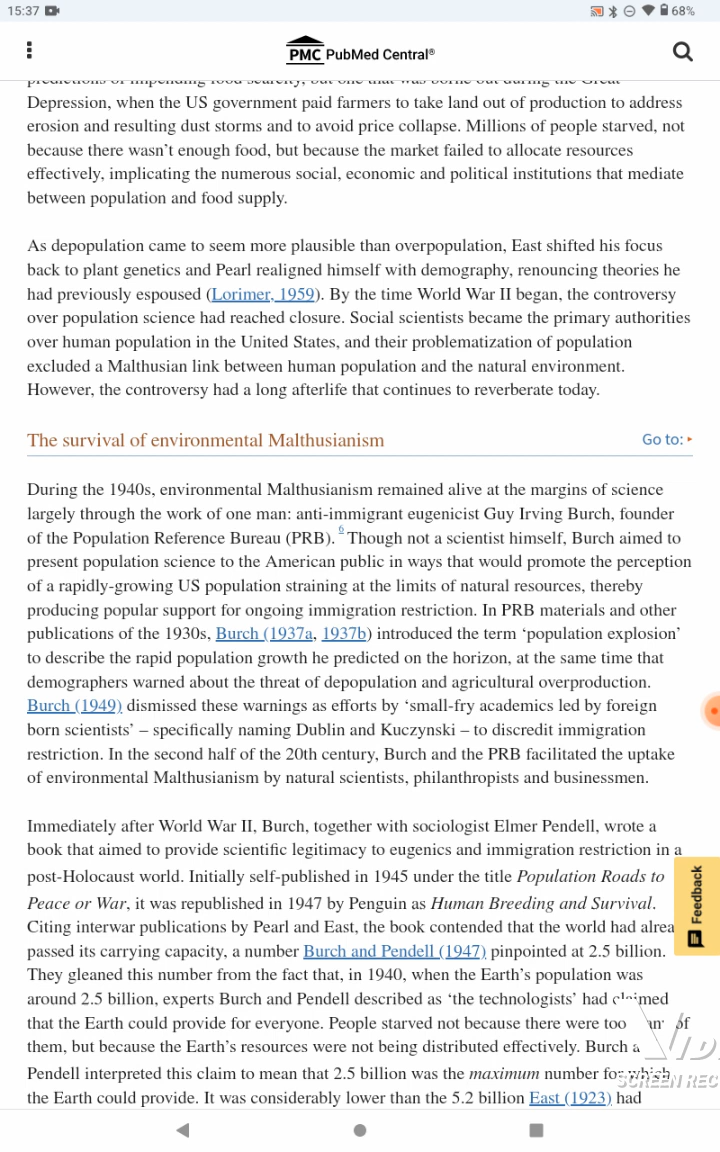 15:37
68%
PMC PubMed Central®
predictions of impending food scarcity, but one that was borne out during the Great
Depression, when the US government paid farmers to take land out of production to address
erosion and resulting dust storms and to avoid price collapse. Millions of people starved, not
because there wasn’t enough food, but because the market failed to allocate resources
effectively, implicating the numerous social, economic and political institutions that mediate
between population and food supply.
As depopulation came to seem more plausible than overpopulation, East shifted his focus
back to plant genetics and Pearl realigned himself with demography, renouncing theories he
had previously espoused (Lorimer, 1959). By the time World War II began, the controversy
over population science had reached closure. Social scientists became the primary authorities
over human population in the United States, and their problematization of population
excluded a Malthusian link between human population and the natural environment.
However, the controversy had a long afterlife that continues to reverberate today.
The survival of environmental Malthusianism
Go to:
During the 1940s, environmental Malthusianism remained alive at the margins of science
largely through the work of one man: anti-immigrant eugenicist Guy Irving Burch, founder
of the Population Reference Bureau (PRB). 6 Though not a scientist himself, Burch aimed to
present population science to the American public in ways that would promote the perception
of a rapidly-growing US population straining at the limits of natural resources, thereby
producing popular support for ongoing immigration restriction. In PRB materials and other
publications of the 1930s, Burch (1937a, 1937b) introduced the term ‘population explosion’
to describe the rapid population growth he predicted on the horizon, at the same time that
demographers warned about the threat of depopulation and agricultural overproduction.
Burch (1949) dismissed these warnings as efforts by ‘small-fry academics led by foreign
born scientists’ – specifically naming Dublin and Kuczynski – to discredit immigration
restriction. In the second half of the 20th century, Burch and the PRB facilitated the uptake
of environmental Malthusianism by natural scientists, philanthropists and businessmen.
Immediately after World War II, Burch, together with sociologist Elmer Pendell, wrote a
book that aimed to provide scientific legitimacy to eugenics and immigration restriction in a
post-Holocaust world. Initially self-published in 1945 under the title Population Roads to
Peace or War, it was republished in 1947 by Penguin as Human Breeding and Survival.
Citing interwar publications by Pearl and East, the book contended that the world had alrea
passed its carrying capacity, a number Burch and Pendell (1947) pinpointed at 2.5 billion.
They gleaned this number from the fact that, in 1940, when the Earth’s population was
around 2.5 billion, experts Burch and Pendell described as ‘the technologists’ had claimed
that the Earth could provide for everyone. People starved not because there were too of
them, but because the Earth’s resources were not being distributed effectively. Burch a
Pendell interpreted this claim to mean that 2.5 billion was the maximum number for which
the Earth could provide. It was considerably lower than the 5.2 billion East (1923) had
Feedback
SCREEN REC